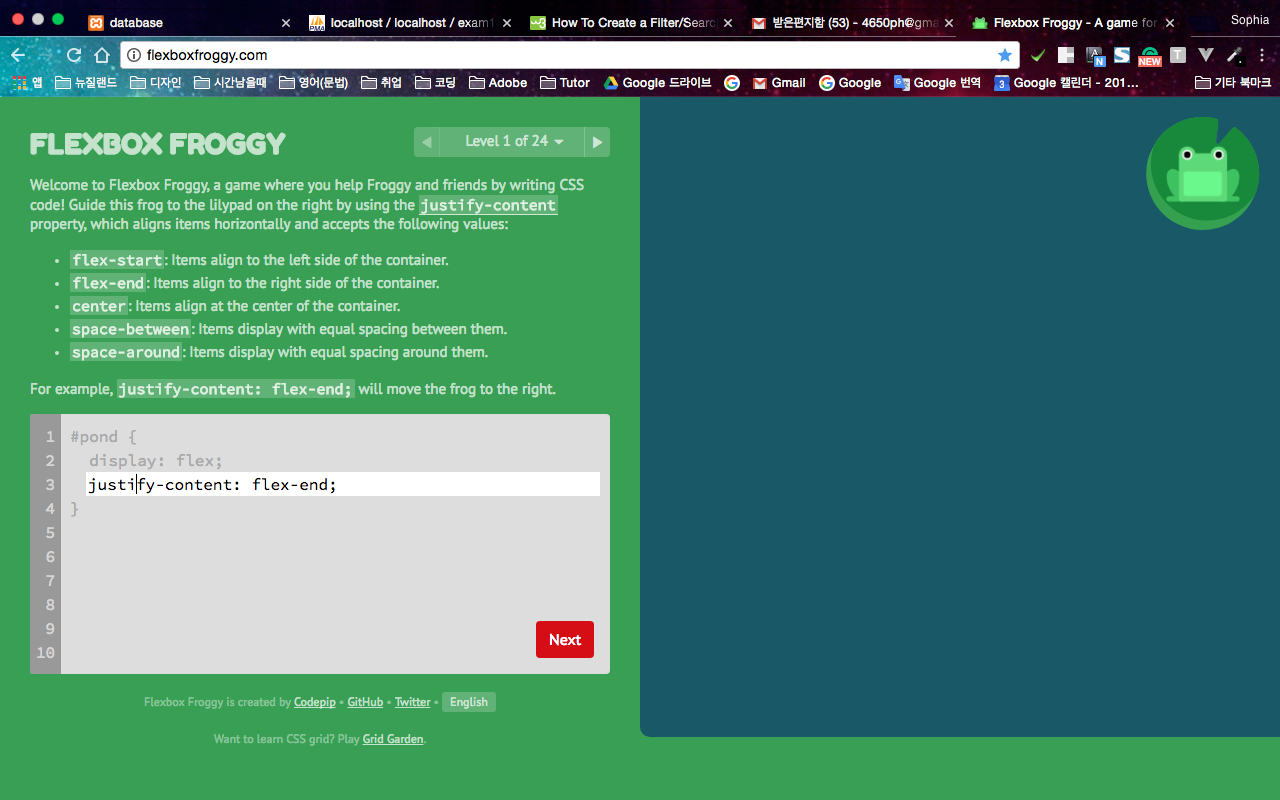 database
localhost / localhost / exam1
How To Create a Filter/Searc
받은편지함 (53) - 4650ph@gma
Flexbox Froggy - A game for
Sophia
flexboxfroggy.com
NEW
앱
뉴질랜드
디자인
시간남을때
영어(문법)
취업
코딩
Adobe
Tutor
Google 드라이브
Gmail
Google
Google 번역
Google 캘린더 - 201...
기타 북마크
FLEXBOX FROGGY
Level 1 of 24
Welcome to Flexbox Froggy, a game where you help Froggy and friends by writing CSS
code! Guide this frog to the lilypad on the right by using the justify-content
property, which aligns items horizontally and accepts the following values:
• flex-start: Items align to the left side of the container.
• flex-end: Items align to the right side of the container.
• center: Items align at the center of the container.
• space-between: Items display with equal spacing between them.
• space-around: Items display with equal spacing around them.
For example, justify-content: flex-end; will move the frog to the right.
1 #pond {
2 display: flex;
3 justify-content: flex-end;
4 }
5
6
7
8
9
10
Next
Flexbox Froggy is created by Codepip • GitHub • Twitter • English
Want to learn CSS grid? Play Grid Garden.